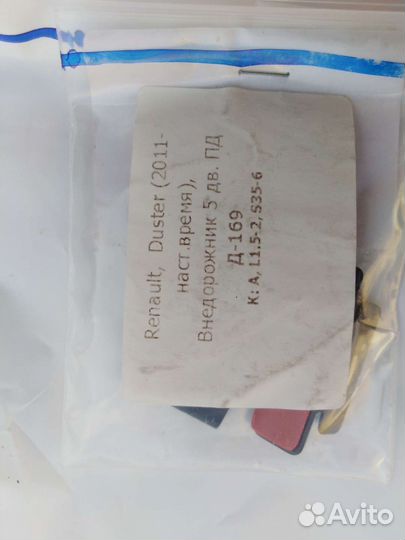 Renault, Duster (2011-
наст.время),
Внедорожник 5 дв. ПД
Д-169
К: А, L1.5-2, S35-6
Avito